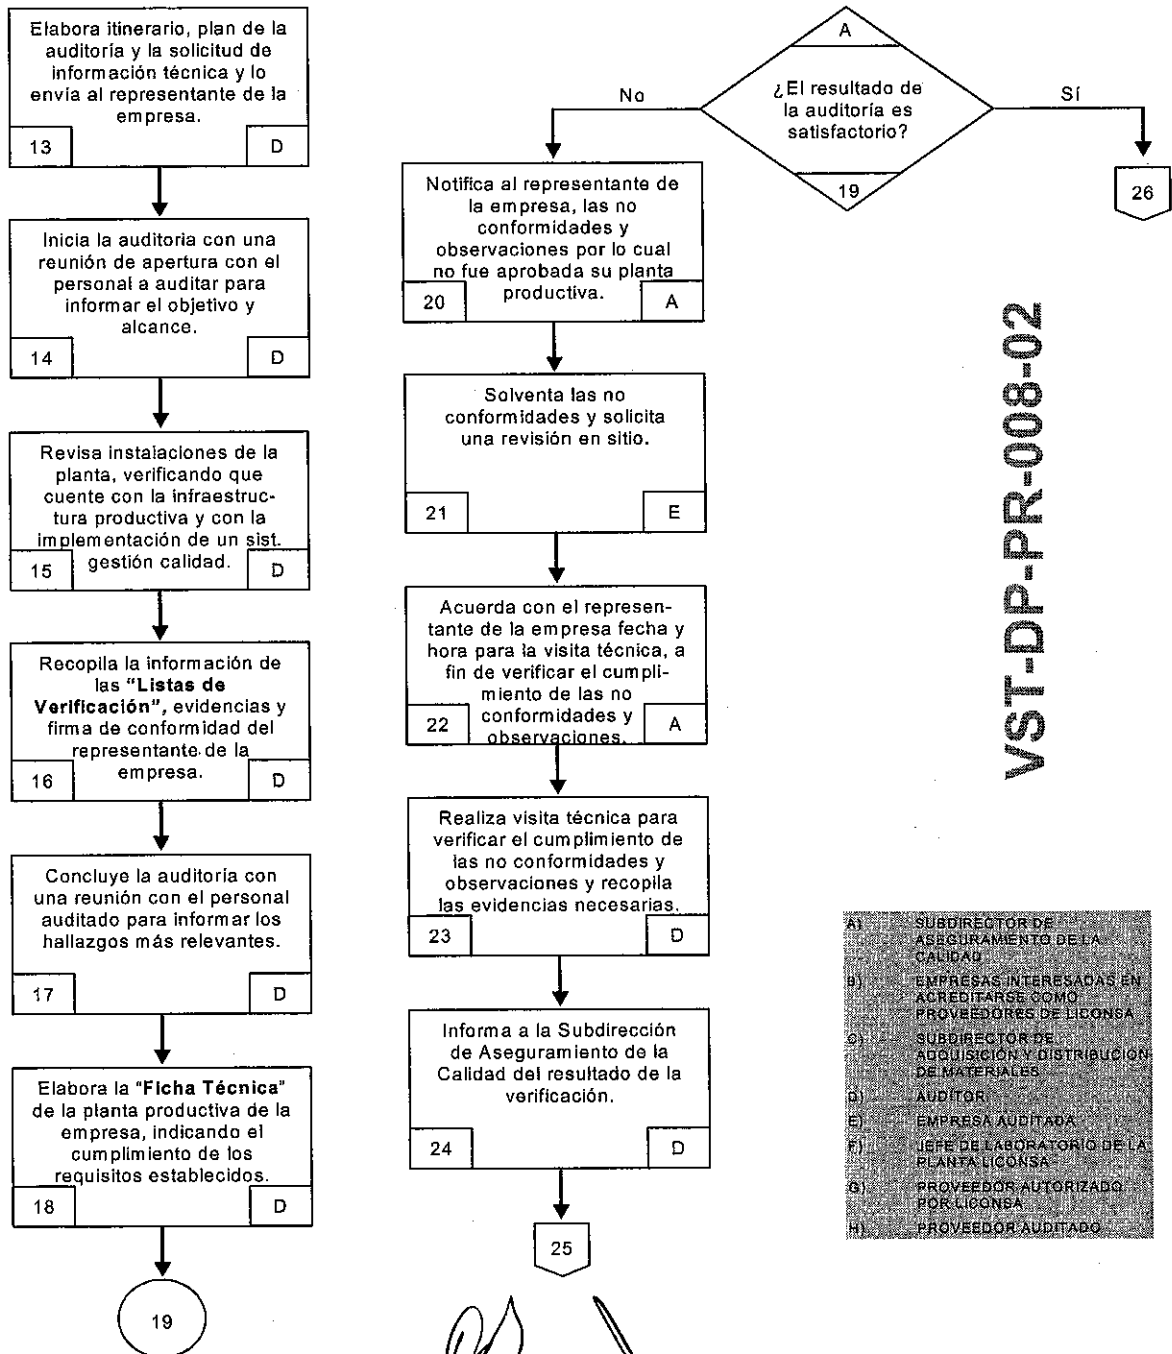 Elabora itinerario, plan de la
auditoría y la solicitud de
información técnica y lo
envía al representante de la
empresa.
13
D
Inicia la auditoria con una
reunión de apertura con el
personal a auditar para
informar el objetivo y
alcance.
14
D
Revisa instalaciones de la
planta, verificando que
cuente con la infraestruc-
tura productiva y con la
implementación de un sist.
gestión calidad.
15
D
Recopila la información de
las "Listas de
Verificación", evidencias y
firma de conformidad del
representante de la
empresa.
16
D
Concluye la auditoría con
una reunión con el personal
auditado para informar los
hallazgos más relevantes.
17
D
Elabora la "Ficha Técnica"
de la planta productiva de la
empresa, indicando el
cumplimiento de los
requisitos establecidos.
18
D
19
A
¿El resultado de
la auditoría es
satisfactorio?
19
No
Sí
26
Notifica al representante de
la empresa, las no
conformidades y
observaciones por lo cual
no fue aprobada su planta
productiva.
20
A
Solventa las no
conformidades y solicita
una revisión en sitio.
21
E
Acuerda con el represen-
tante de la empresa fecha y
hora para la visita técnica, a
fin de verificar el cumpli-
miento de las no
conformidades y
observaciones.
22
A
Realiza visita técnica para
verificar el cumplimiento de
las no conformidades y
observaciones y recopila
las evidencias necesarias.
23
D
Informa a la Subdirección
de Aseguramiento de la
Calidad del resultado de la
verificación.
24
D
25
VST-DP-PR-008-02
A) SUBDIRECTOR DE
ASEGURAMIENTO DE LA
CALIDAD
B) EMPRESAS INTERESADAS EN
ACREDITARSE COMO
PROVEEDORES DE LICONSA
C) SUBDIRECTOR DE
ADQUISICIÓN Y DISTRIBUCIÓN
DE MATERIALES
D) AUDITOR
E) EMPRESA AUDITADA
F) JEFE DE LABORATORIO DE LA
PLANTA LICONSA
G) PROVEEDOR AUTORIZADO
POR LICONSA
H) PROVEEDOR AUDITADO